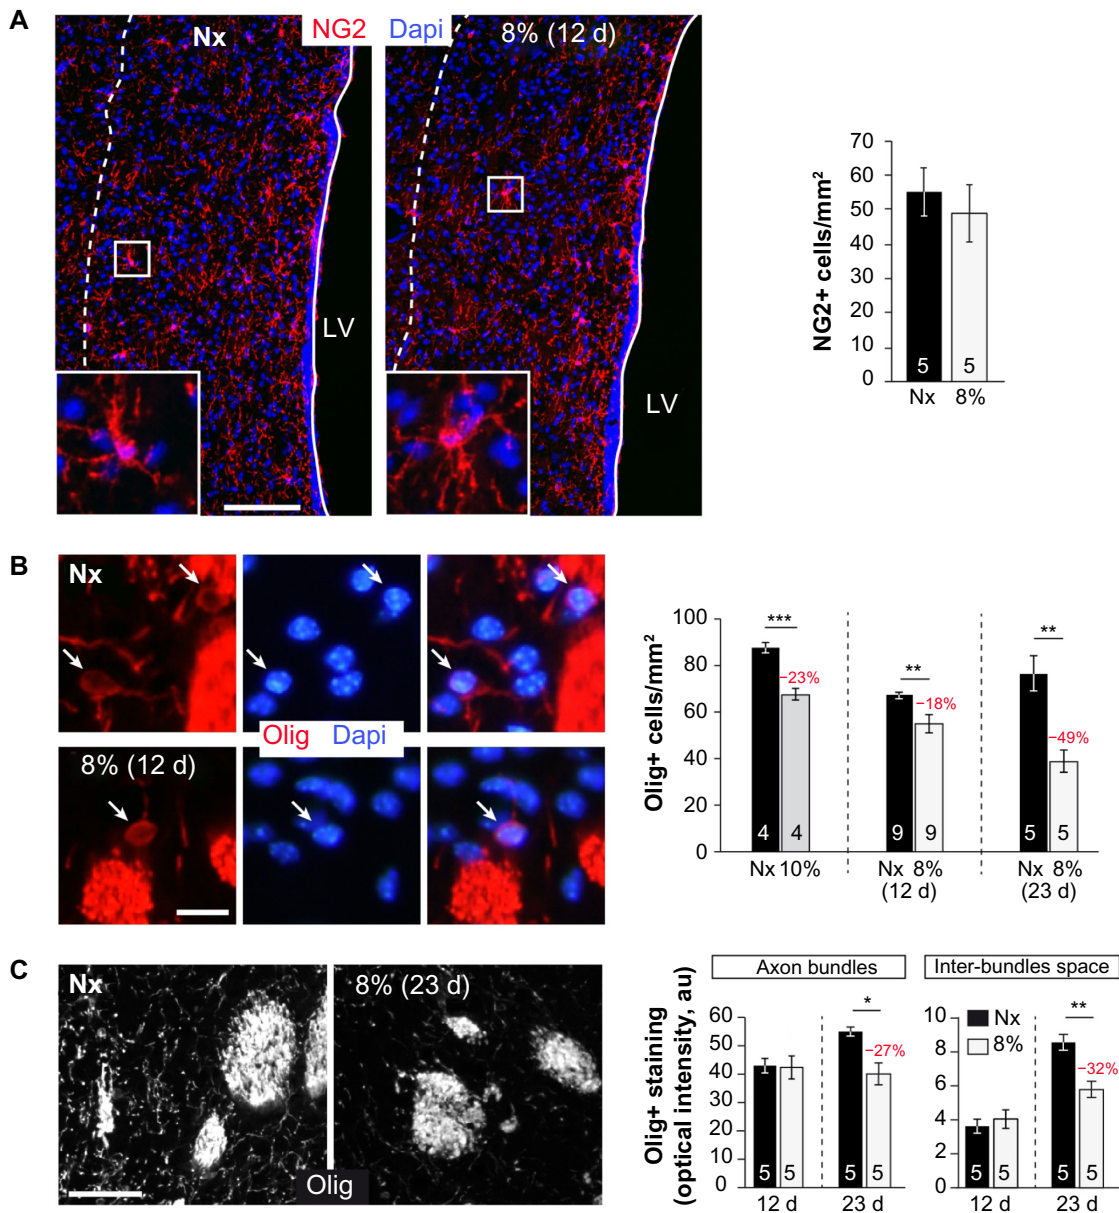 A
Nx
NG2 Dapi
8% (12 d)
LV
LV
NG2+ cells/mm²
70
60
50
40
30
20
10
0
5 5
Nx 8%
B
Nx
Olig Dapi
8% (12 d)
Olig+ cells/mm²
100
80
60
40
20
0
***
−23%
**
−18%
**
−49%
4 4
9 9
5 5
Nx 10%
Nx 8%
(12 d)
Nx 8%
(23 d)
C
Nx
8% (23 d)
Olig
Olig+ staining
(optical intensity, au)
Axon bundles
60
50
40
30
20
40
0
*
−27%
5 5
5 5
12 d
23 d
Inter-bundles space
8
6
4
2
0
Nx
8%
**
−32%
5 5
5 5
12 d
23 d